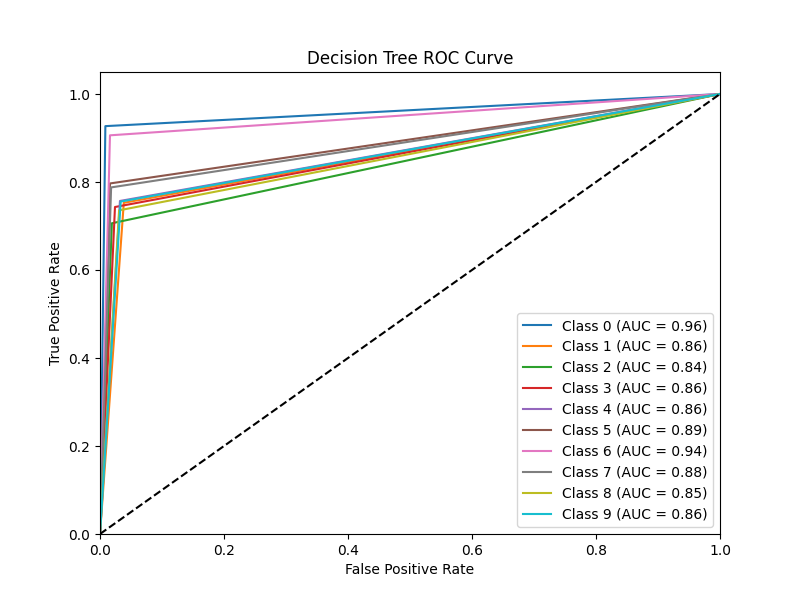 Decision Tree ROC Curve
True Positive Rate
1.0
0.8
0.6
0.4
0.2
0.0
Class 0 (AUC = 0.96)
Class 1 (AUC = 0.86)
Class 2 (AUC = 0.84)
Class 3 (AUC = 0.86)
Class 4 (AUC = 0.86)
Class 5 (AUC = 0.89)
Class 6 (AUC = 0.94)
Class 7 (AUC = 0.88)
Class 8 (AUC = 0.85)
Class 9 (AUC = 0.86)
0.0 0.2 0.4 0.6 0.8 1.0
False Positive Rate